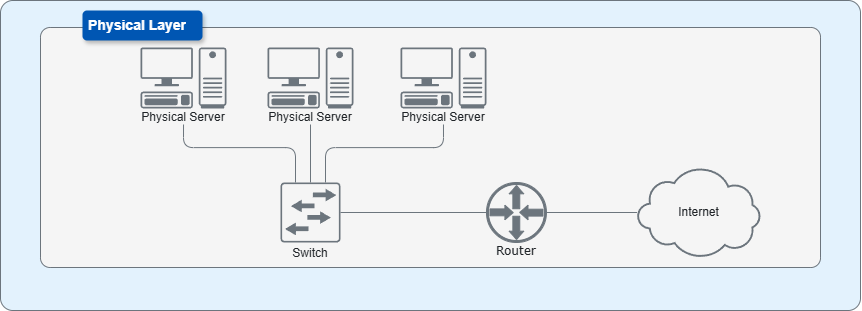 Physical Layer
Physical Server
Physical Server
Physical Server
Internet
Switch
Router